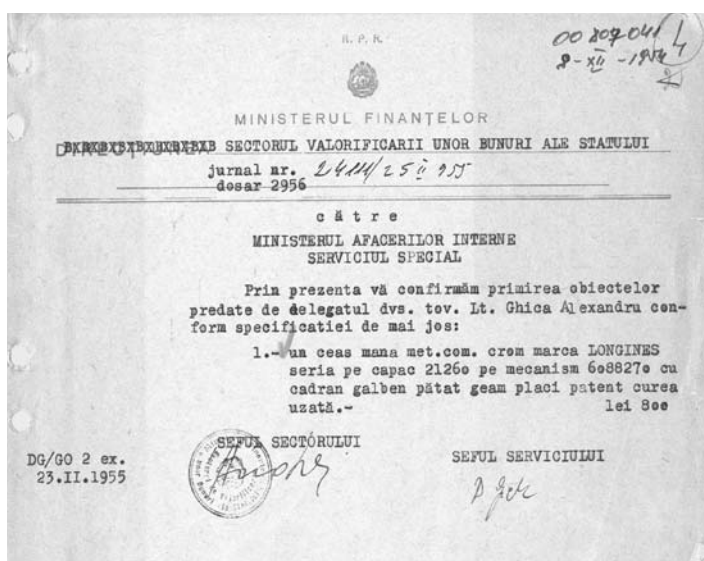 R. P. R.
00807041
8-XII-1954
4
MINISTERUL FINANȚELOR
SECTORUL VALORIFICARII UNOR BUNURI ALE STATULUI
jurnal nr. 24111/25 II 955
dosar 2956
către
MINISTERUL AFACERILOR INTERNE
SERVICIUL SPECIAL
Prin prezenta vă confirmăm primirea obiectelor
predate de delegatul dvs. tov. Lt. Ghica Alexandru con-
form specificatiei de mai jos:
1.- un ceas mana met.com. crom marca LONGINES
seria pe capac 2126o pe mecanism 6o8827o cu
cadran galben pătat geam placi patent curea
uzată.- lei 8oo
SEFUL SECTORULUI
SEFUL SERVICIULUI
DG/GO 2 ex.
23.II.1955